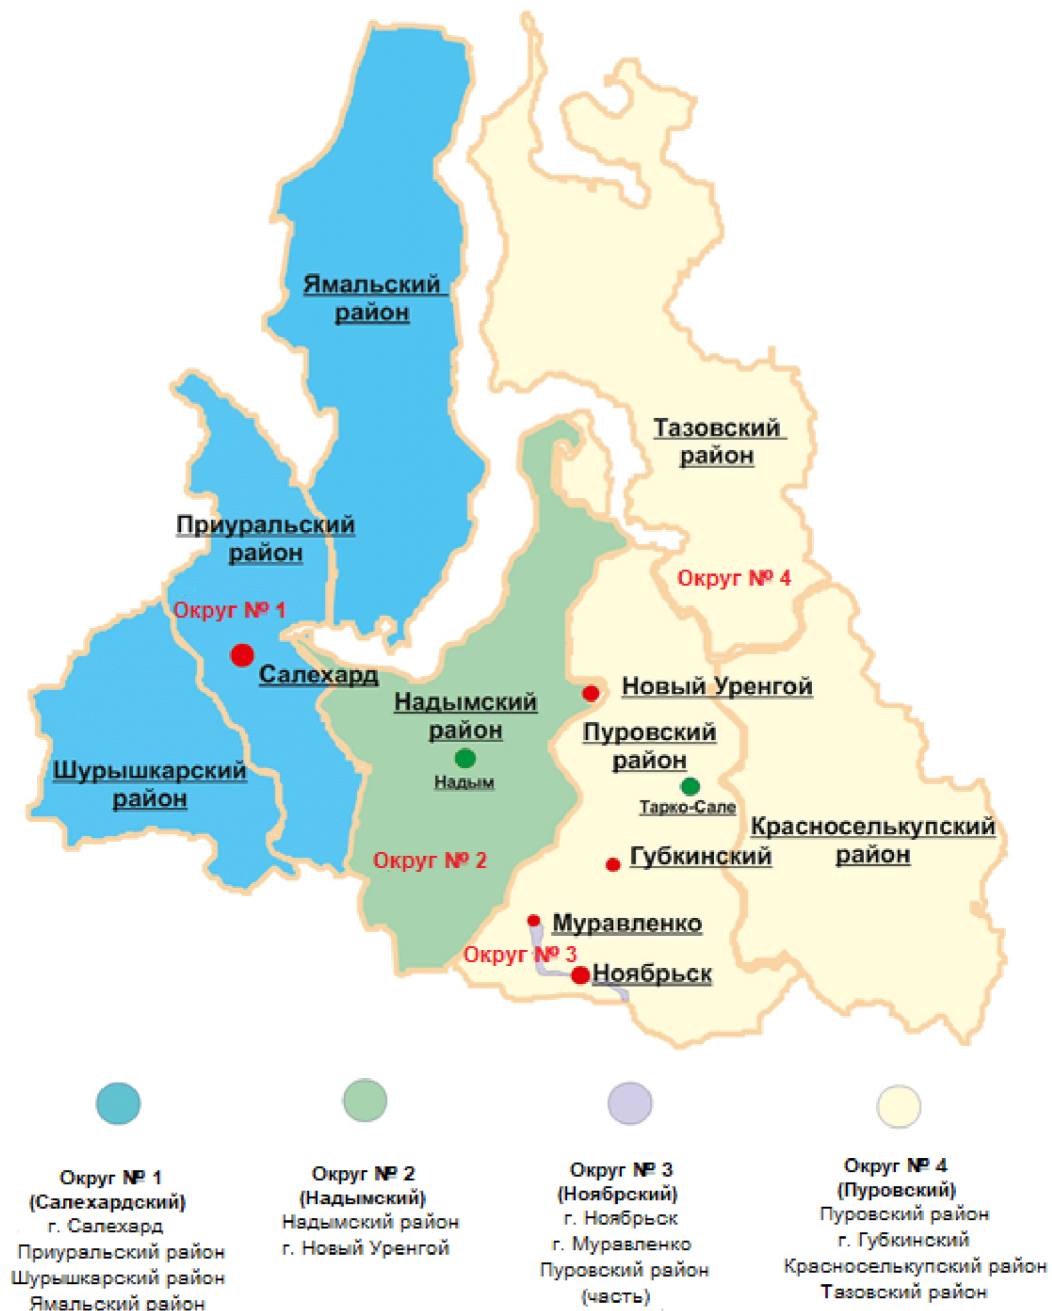 Ямальский
район
Тазовский
район
Приуральский
район
Округ № 4
Округ № 1
Салехард
Новый Уренгой
Надымский
район
Пуровский
район
Шурышкарский
район
Надым
Тарко-Сале
Красноселькупский
район
Округ № 2
Губкинский
Муравленко
Округ № 3
Ноябрьск
Округ № 1
(Салехардский)
г. Салехард
Приуральский район
Шурышкарский район
Ямальский район
Округ № 2
(Надымский)
Надымский район
г. Новый Уренгой
Округ № 3
(Ноябрский)
г. Ноябрьск
г. Муравленко
Пуровский район
(часть)
Округ № 4
(Пуровский)
Пуровский район
г. Губкинский
Красноселькупский район
Тазовский район